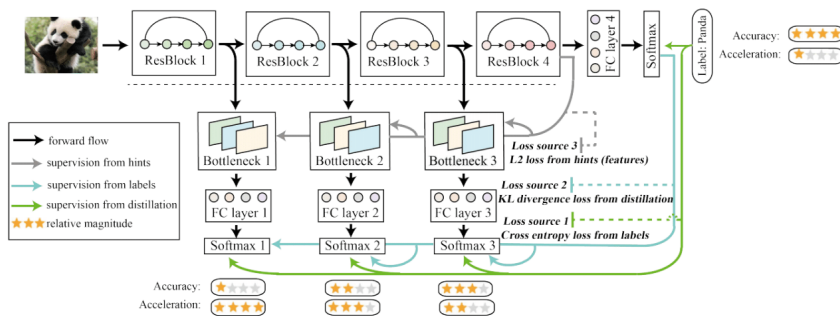 Accuracy:
Acceleration:
Label: Panda
Softmax
FC layer 4
ResBlock 1
ResBlock 2
ResBlock 3
ResBlock 4
Bottleneck 1
Bottleneck 2
Bottleneck 3
Loss source 3
L2 loss from hints (features)
Loss source 2
KL divergence loss from distillation
Loss source 1
Cross entropy loss from labels
forward flow
supervision from hints
supervision from labels
supervision from distillation
relative magnitude
FC layer 1
FC layer 2
FC layer 3
Softmax 1
Softmax 2
Softmax 3
Accuracy:
Acceleration: